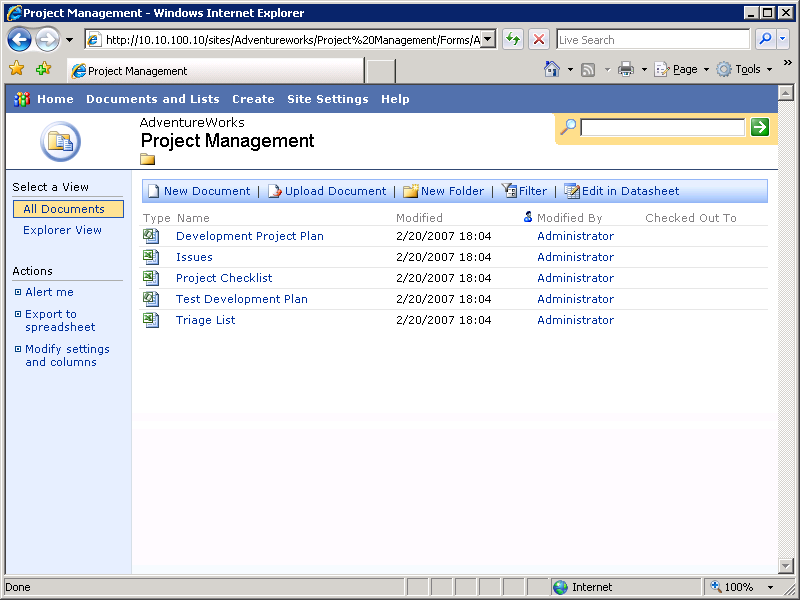 Project Management - Windows Internet Explorer
http://10.10.100.10/sites/Adventureworks/Project%20Management/Forms/A
Live Search
Project Management
Page
Tools
Home Documents and Lists Create Site Settings Help
AdventureWorks
Project Management
Select a View
All Documents
Explorer View
Actions
Alert me
Export to
spreadsheet
Modify settings
and columns
New Document | Upload Document | New Folder | Filter | Edit in Datasheet
Type Name Modified Modified By Checked Out To
Development Project Plan 2/20/2007 18:04 Administrator
Issues 2/20/2007 18:04 Administrator
Project Checklist 2/20/2007 18:04 Administrator
Test Development Plan 2/20/2007 18:04 Administrator
Triage List 2/20/2007 18:04 Administrator
Done
Internet
100%